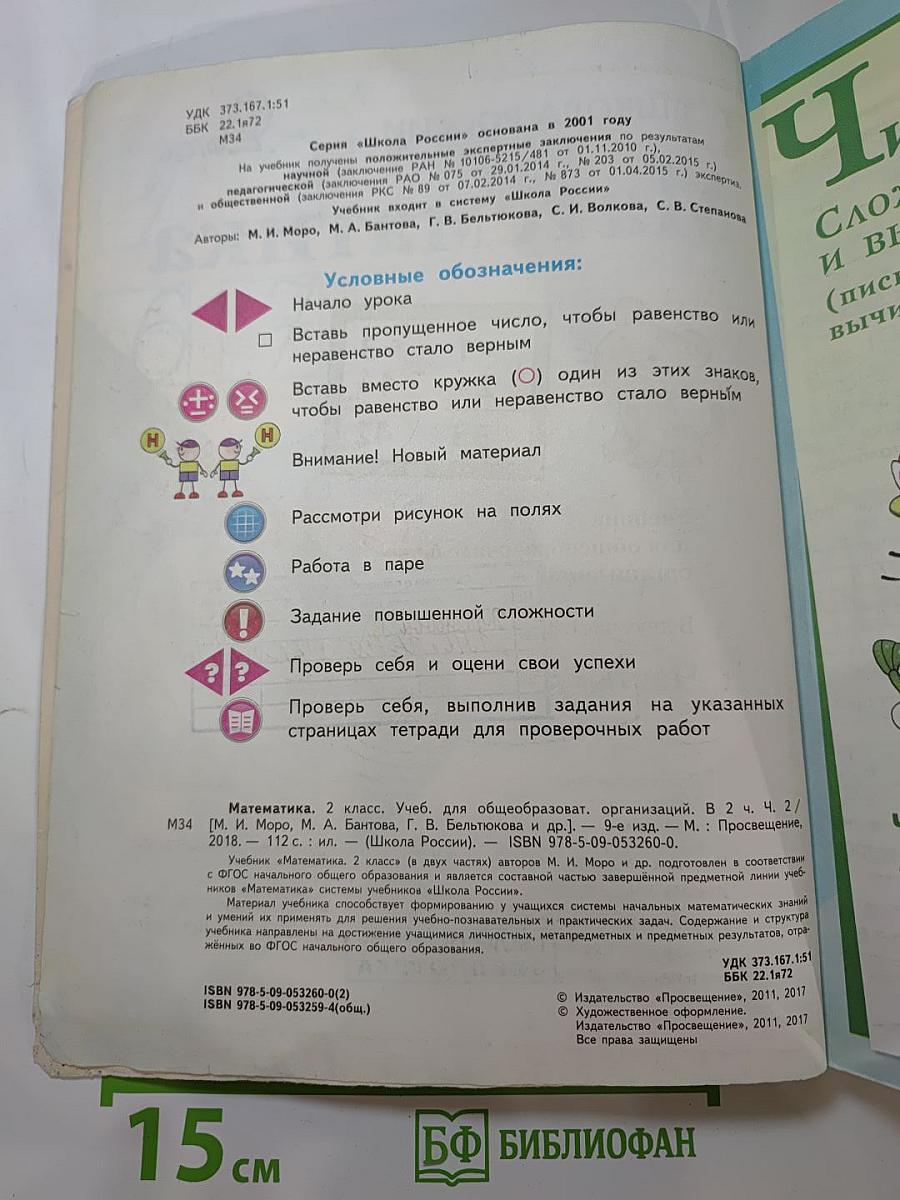 УДК 373.167.1:51
ББК 22.1я72
М34
Серия «Школа России» основана в 2001 году
На учебник получены положительные экспертные заключения по результатам
научной (заключение РАН № 10106-5215/481 от 01.11.2010 г.),
педагогической (заключения РАО № 075 от 29.01.2014 г., № 203 от 05.02.2015 г.)
и общественной (заключения РКС № 89 от 07.02.2014 г., № 873 от 01.04.2015 г.) экспертиз.
Учебник входит в систему «Школа России»
Авторы: М. И. Моро, М. А. Бантова, Г. В. Бельтюкова, С. И. Волкова, С. В. Степанова
Условные обозначения:
Начало урока
Вставь пропущенное число, чтобы равенство или
неравенство стало верным
Вставь вместо кружка (○) один из этих знаков,
чтобы равенство или неравенство стало верным
Н Н
Внимание! Новый материал
Рассмотри рисунок на полях
Работа в паре
!
Задание повышенной сложности
? ?
Проверь себя и оцени свои успехи
Проверь себя, выполнив задания на указанных
страницах тетради для проверочных работ
Математика. 2 класс. Учеб. для общеобразоват. организаций. В 2 ч. Ч. 2 /
М34 [М. И. Моро, М. А. Бантова, Г. В. Бельтюкова и др.]. — 9-е изд. — М. : Просвещение,
2018. — 112 с. : ил. — (Школа России). — ISBN 978-5-09-053260-0.
Учебник «Математика. 2 класс» (в двух частях) авторов М. И. Моро и др. подготовлен в соответствии
с ФГОС начального общего образования и является составной частью завершённой предметной линии учеб-
ников «Математика» системы учебников «Школа России».
Материал учебника способствует формированию у учащихся системы начальных математических знаний
и умений их применять для решения учебно-познавательных и практических задач. Содержание и структура
учебника направлены на достижение учащимися личностных, метапредметных и предметных результатов, отра-
жённых во ФГОС начального общего образования.
УДК 373.167.1:51
ББК 22.1я72
ISBN 978-5-09-053260-0(2)
ISBN 978-5-09-053259-4(общ.)
© Издательство «Просвещение», 2011, 2017
© Художественное оформление.
Издательство «Просвещение», 2011, 2017
Все права защищены
15 см
БФ БИБЛИОФАН